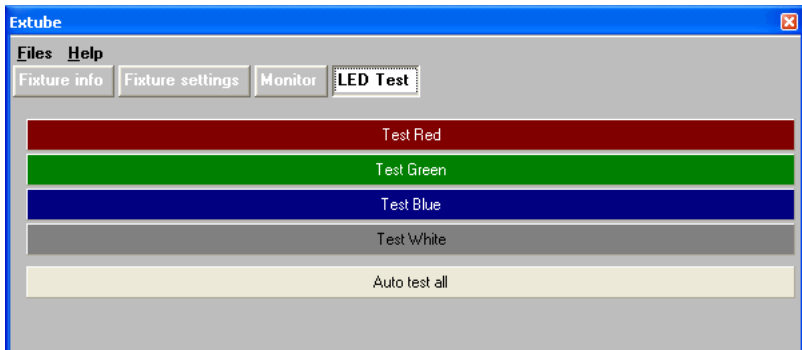 Extube
Files Help
Fixture info Fixture settings Monitor LED Test
Test Red
Test Green
Test Blue
Test White
Auto test all